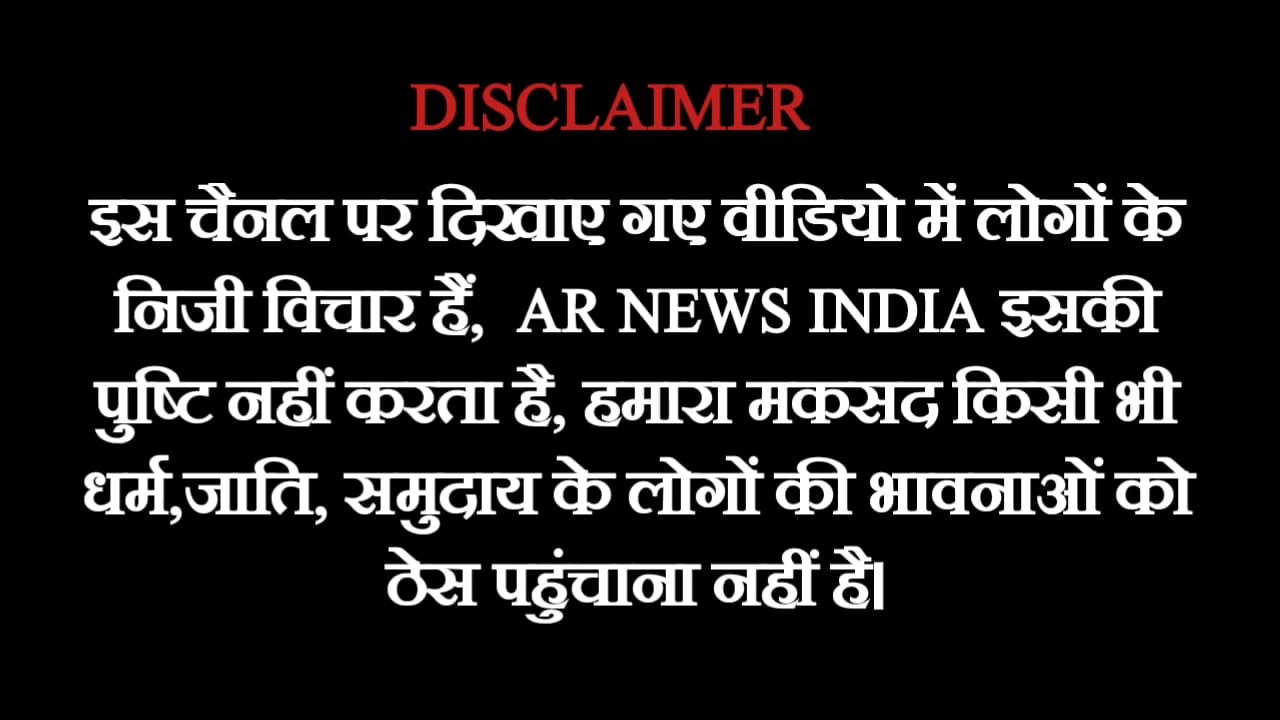 DISCLAIMER
इस चैनल पर दिखाए गए वीडियो में लोगों के
निजी विचार हैं, AR NEWS INDIA इसकी
पुष्टि नहीं करता है, हमारा मकसद किसी भी
धर्म,जाति, समुदाय के लोगों की भावनाओं को
ठेस पहुंचाना नहीं है।